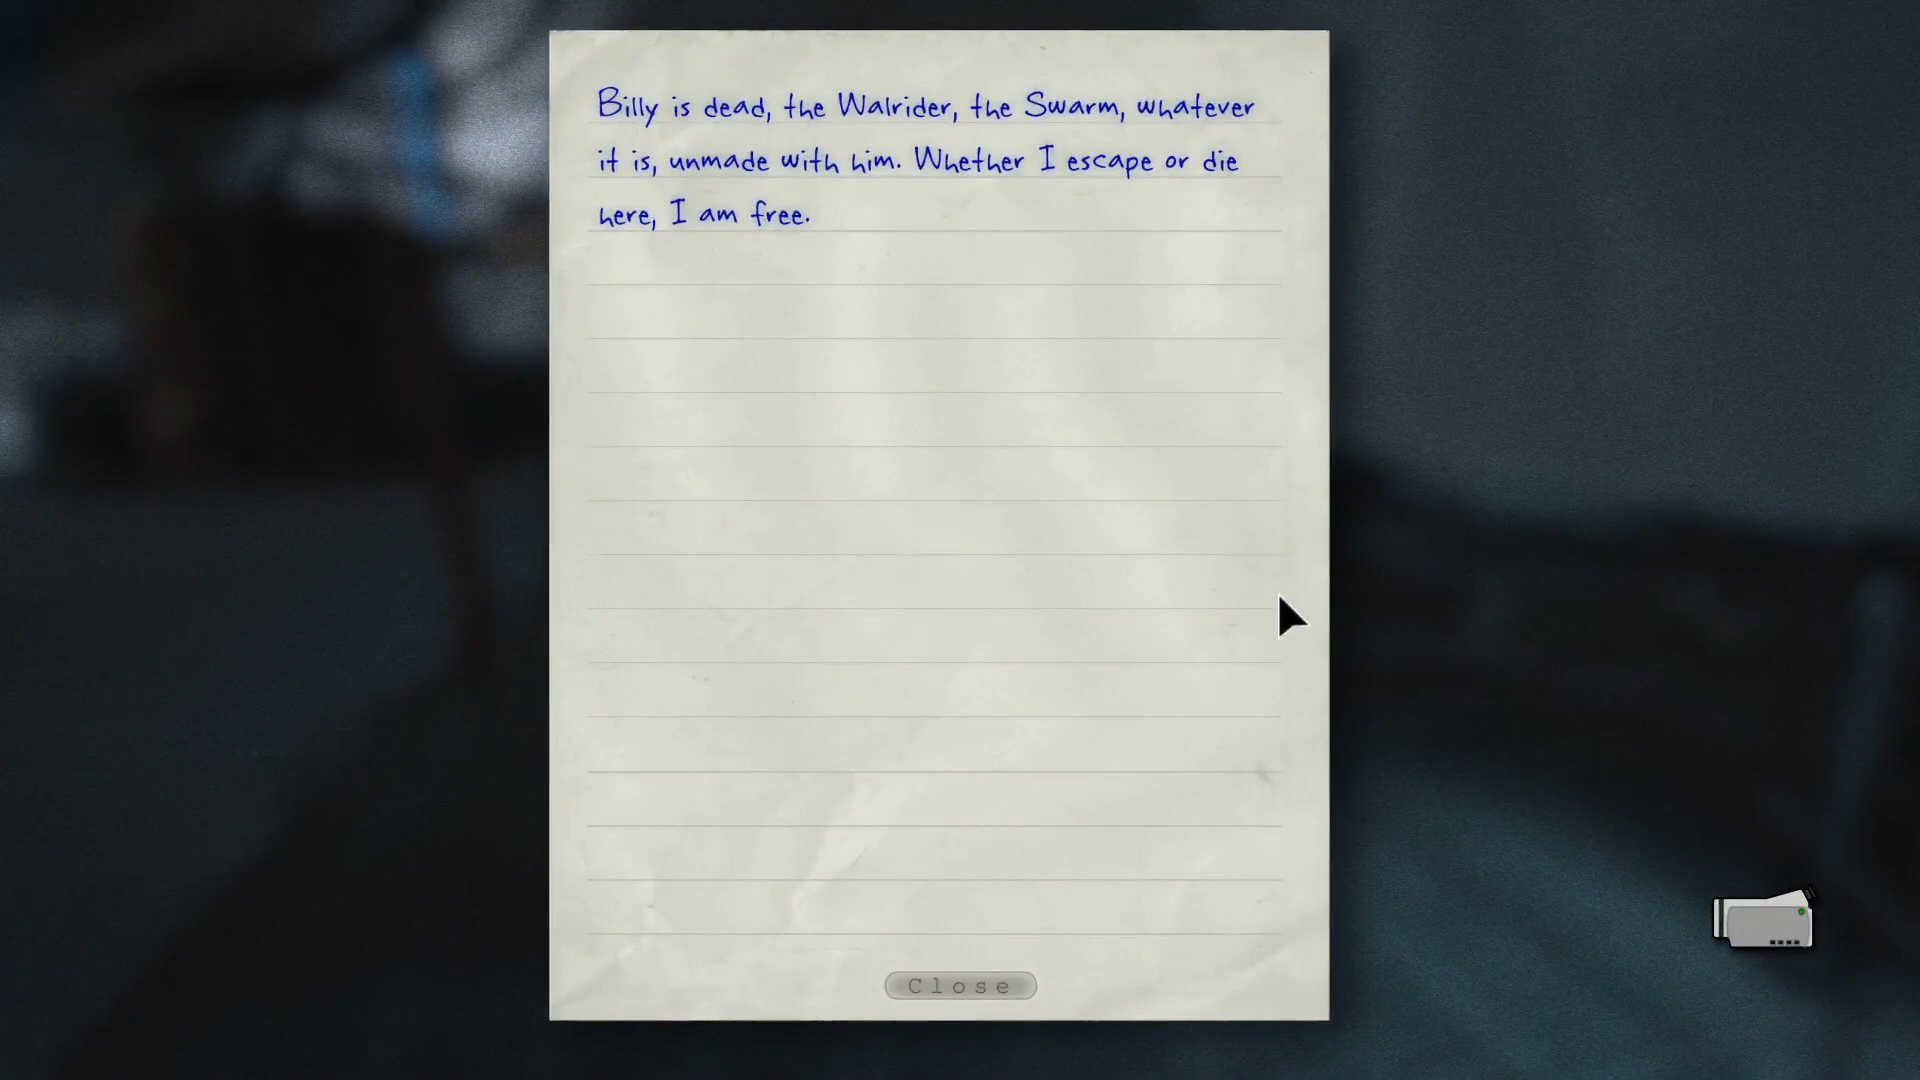 Billy is dead, the Walrider, the Swarm, whatever
it is, unmade with him. Whether I escape or die
here, I am free.
Close